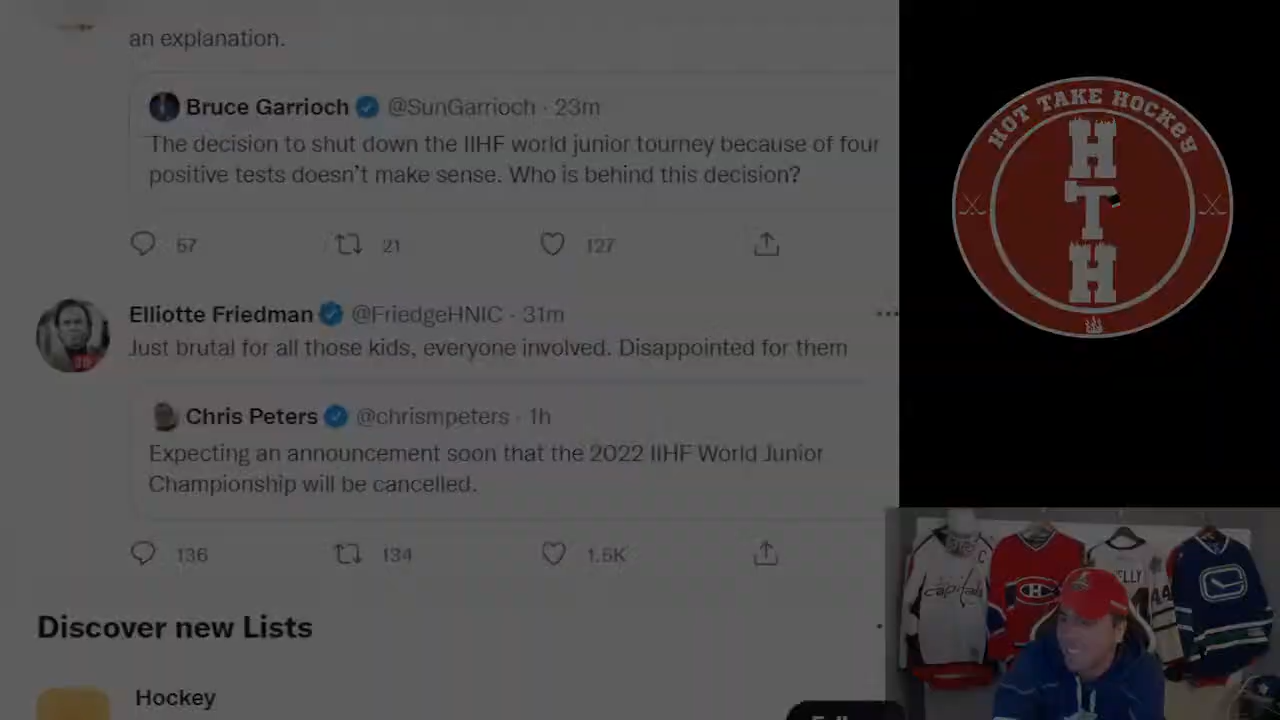 an explanation.
Bruce Garrioch @SunGarrioch · 23m
The decision to shut down the IIHF world junior tourney because of four
positive tests doesn't make sense. Who is behind this decision?
57 21 127
Elliotte Friedman @FriedgeHNIC · 31m
Just brutal for all those kids, everyone involved. Disappointed for them
Chris Peters @chrismpeters · 1h
Expecting an announcement soon that the 2022 IIHF World Junior
Championship will be cancelled.
136 134 1.5K
Discover new Lists
Hockey
HOT TAKE HOCKEY
H
T
H
capitals
C
44